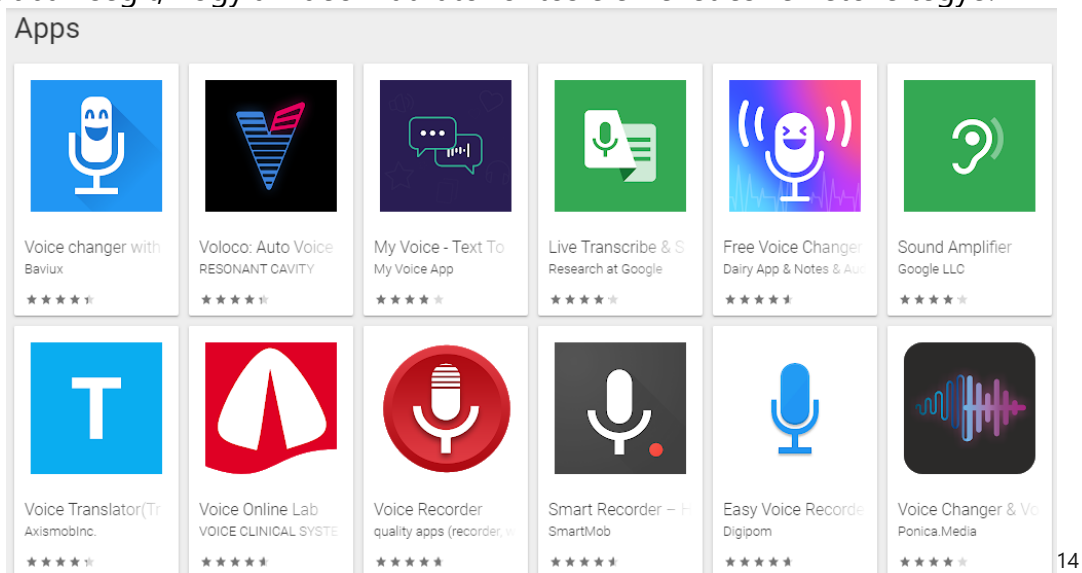 Apps
Voice changer with
Baviux
Voloco: Auto Voice
RESONANT CAVITY
My Voice - Text To
My Voice App
Live Transcribe & S
Research at Google
Free Voice Changer
Dairy App & Notes & Au
Sound Amplifier
Google LLC
T
Voice Translator(Tr
AxismobInc.
Voice Online Lab
VOICE CLINICAL SYSTE
Voice Recorder
quality apps (recorder,
Smart Recorder –
SmartMob
Easy Voice Recorde
Digipom
Voice Changer & Vo
Ponica.Media
14